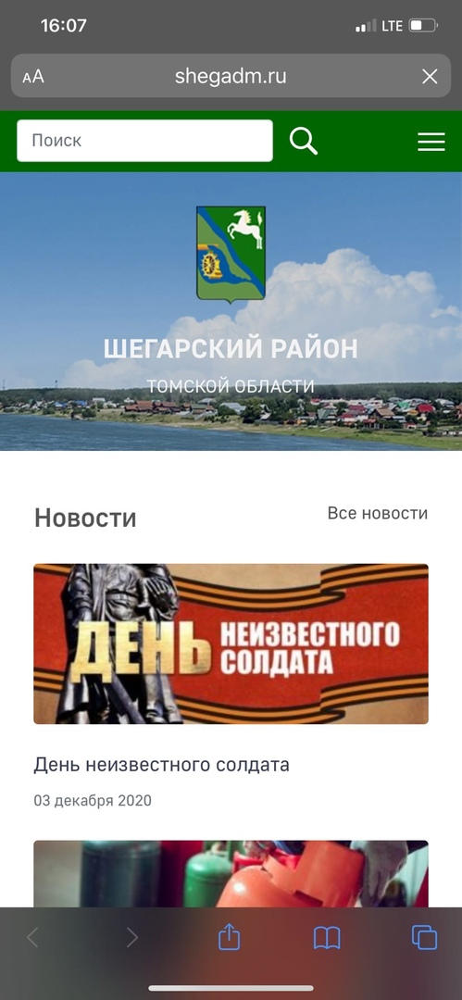 16:07
LTE
AA
shegadm.ru
Поиск
ШЕГАРСКИЙ РАЙОН
ТОМСКОЙ ОБЛАСТИ
Новости
Все новости
ДЕНЬ НЕИЗВЕСТНОГО
СОЛДАТА
День неизвестного солдата
03 декабря 2020